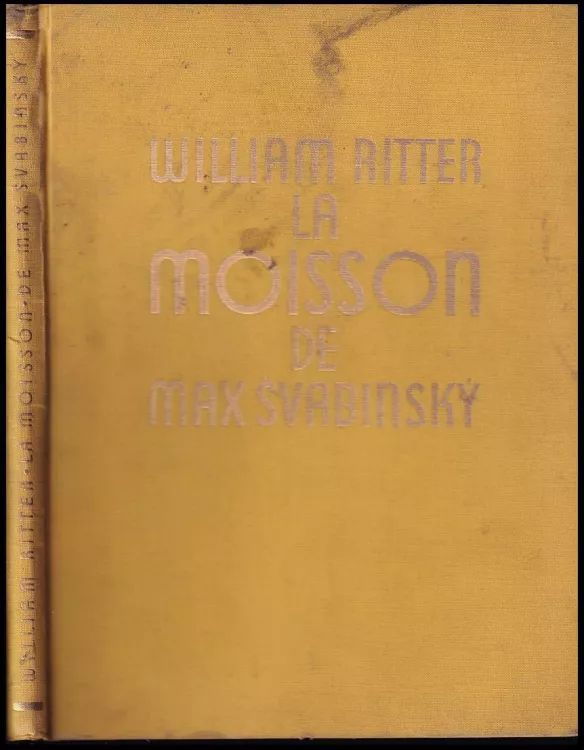 WILLIAM RITTER
LA
MOISSON
DE
MAX ŠVABINSKÝ
WILLIAM RITTER · LA MOISSON · DE MAX ŠVABINSKÝ